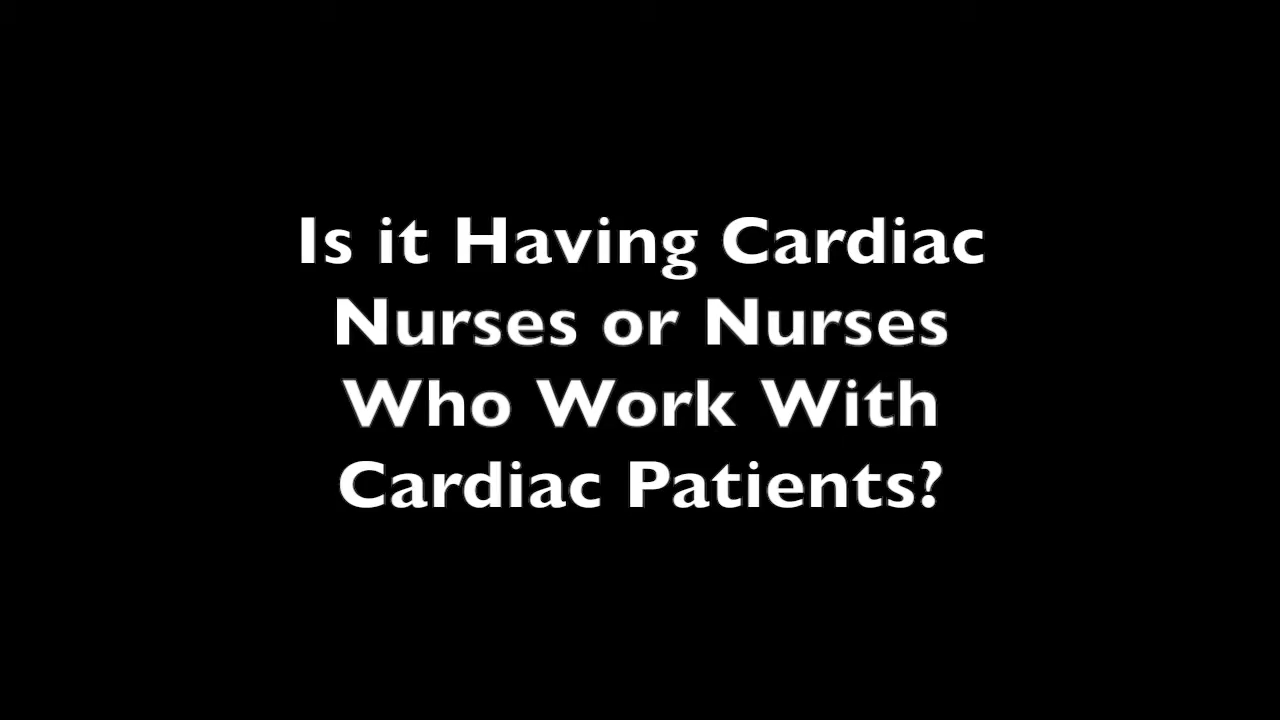 Is it Having Cardiac
Nurses or Nurses
Who Work With
Cardiac Patients?